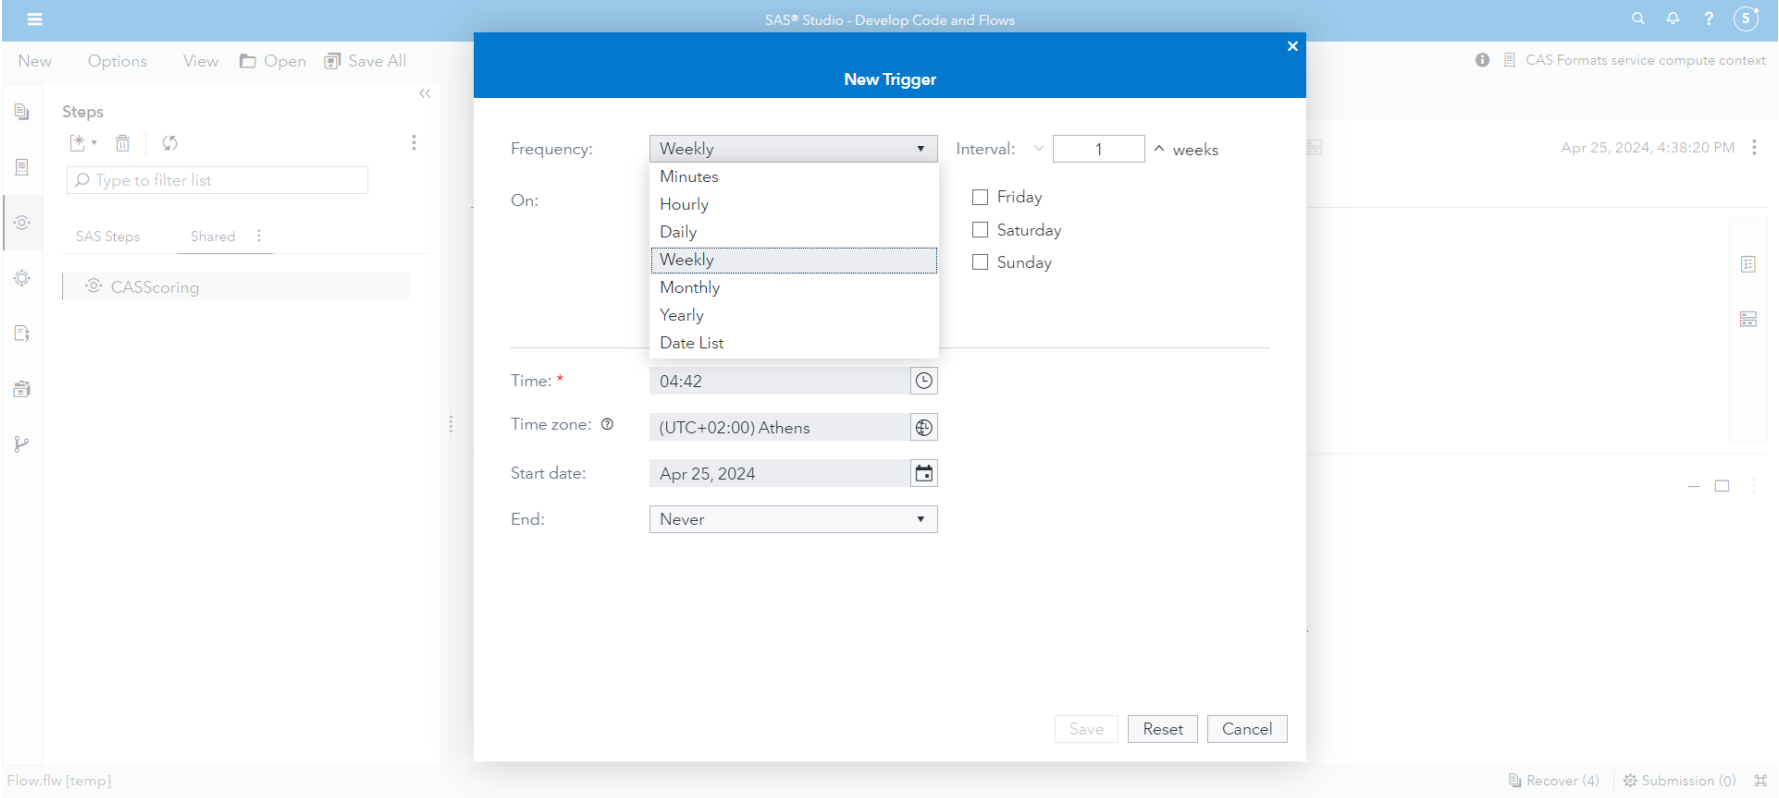 SAS® Studio - Develop Code and Flows
S
New Options View Open Save All
CAS Formats service compute context
New Trigger
Steps
Type to filter list
SAS Steps Shared
CASScoring
Apr 25, 2024, 4:38:20 PM
Frequency: Weekly Interval: 1 weeks
Minutes
Hourly
Daily
Weekly
Monthly
Yearly
Date List
On:
Friday
Saturday
Sunday
Time: * 04:42
Time zone: (UTC+02:00) Athens
Start date: Apr 25, 2024
End: Never
Save Reset Cancel
Flow.flw [temp]
Recover (4) Submission (0)